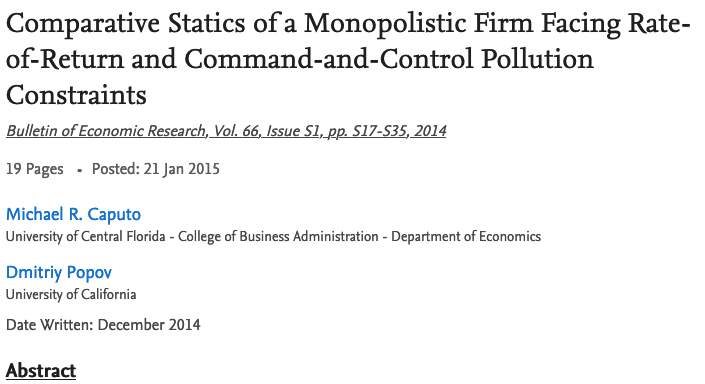 Comparative Statics of a Monopolistic Firm Facing Rate-
of-Return and Command-and-Control Pollution
Constraints
Bulletin of Economic Research, Vol. 66, Issue S1, pp. S17-S35, 2014
19 Pages • Posted: 21 Jan 2015
Michael R. Caputo
University of Central Florida - College of Business Administration - Department of Economics
Dmitriy Popov
University of California
Date Written: December 2014
Abstract